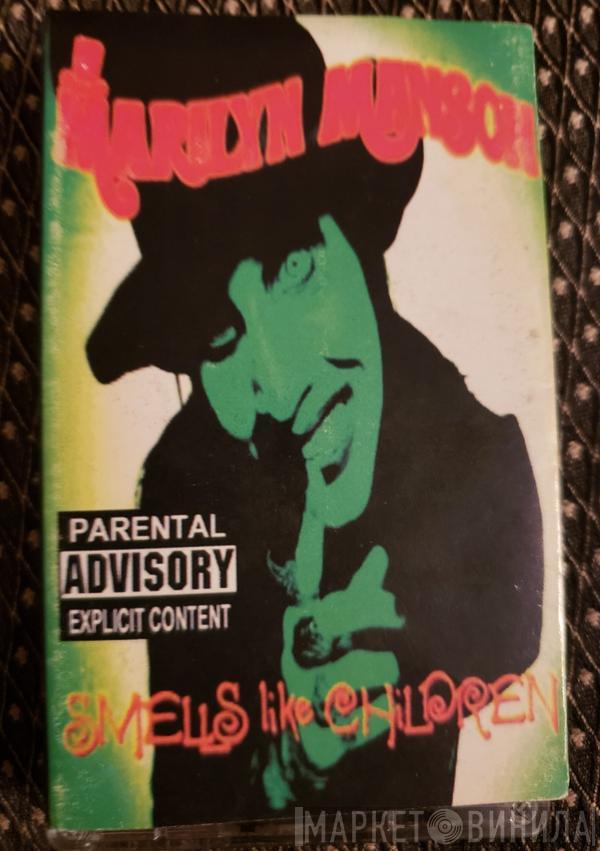 MARILYN MANSON
PARENTAL
ADVISORY
EXPLICIT CONTENT
SMELLS like CHiLDREN
МАРКЕТ ВИНИЛА